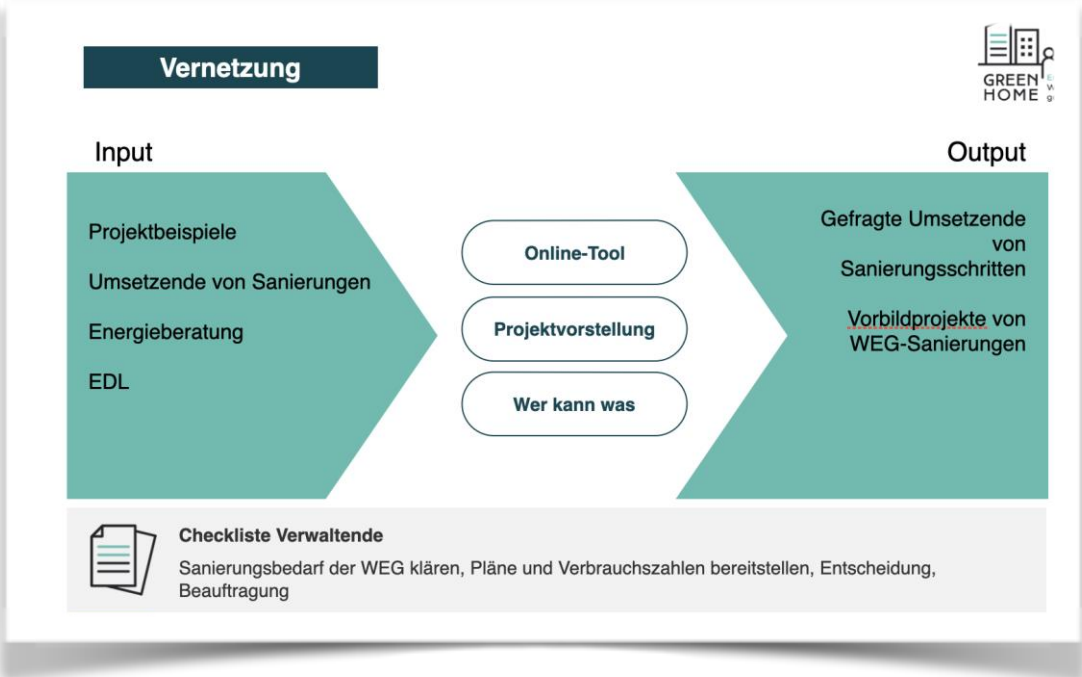 Vernetzung
GREEN
HOME
Input
Output
Projektbeispiele
Umsetzende von Sanierungen
Energieberatung
EDL
Online-Tool
Projektvorstellung
Wer kann was
Gefragte Umsetzende
von
Sanierungsschritten
Vorbildprojekte von
WEG-Sanierungen
Checkliste Verwaltende
Sanierungsbedarf der WEG klären, Pläne und Verbrauchszahlen bereitstellen, Entscheidung,
Beauftragung